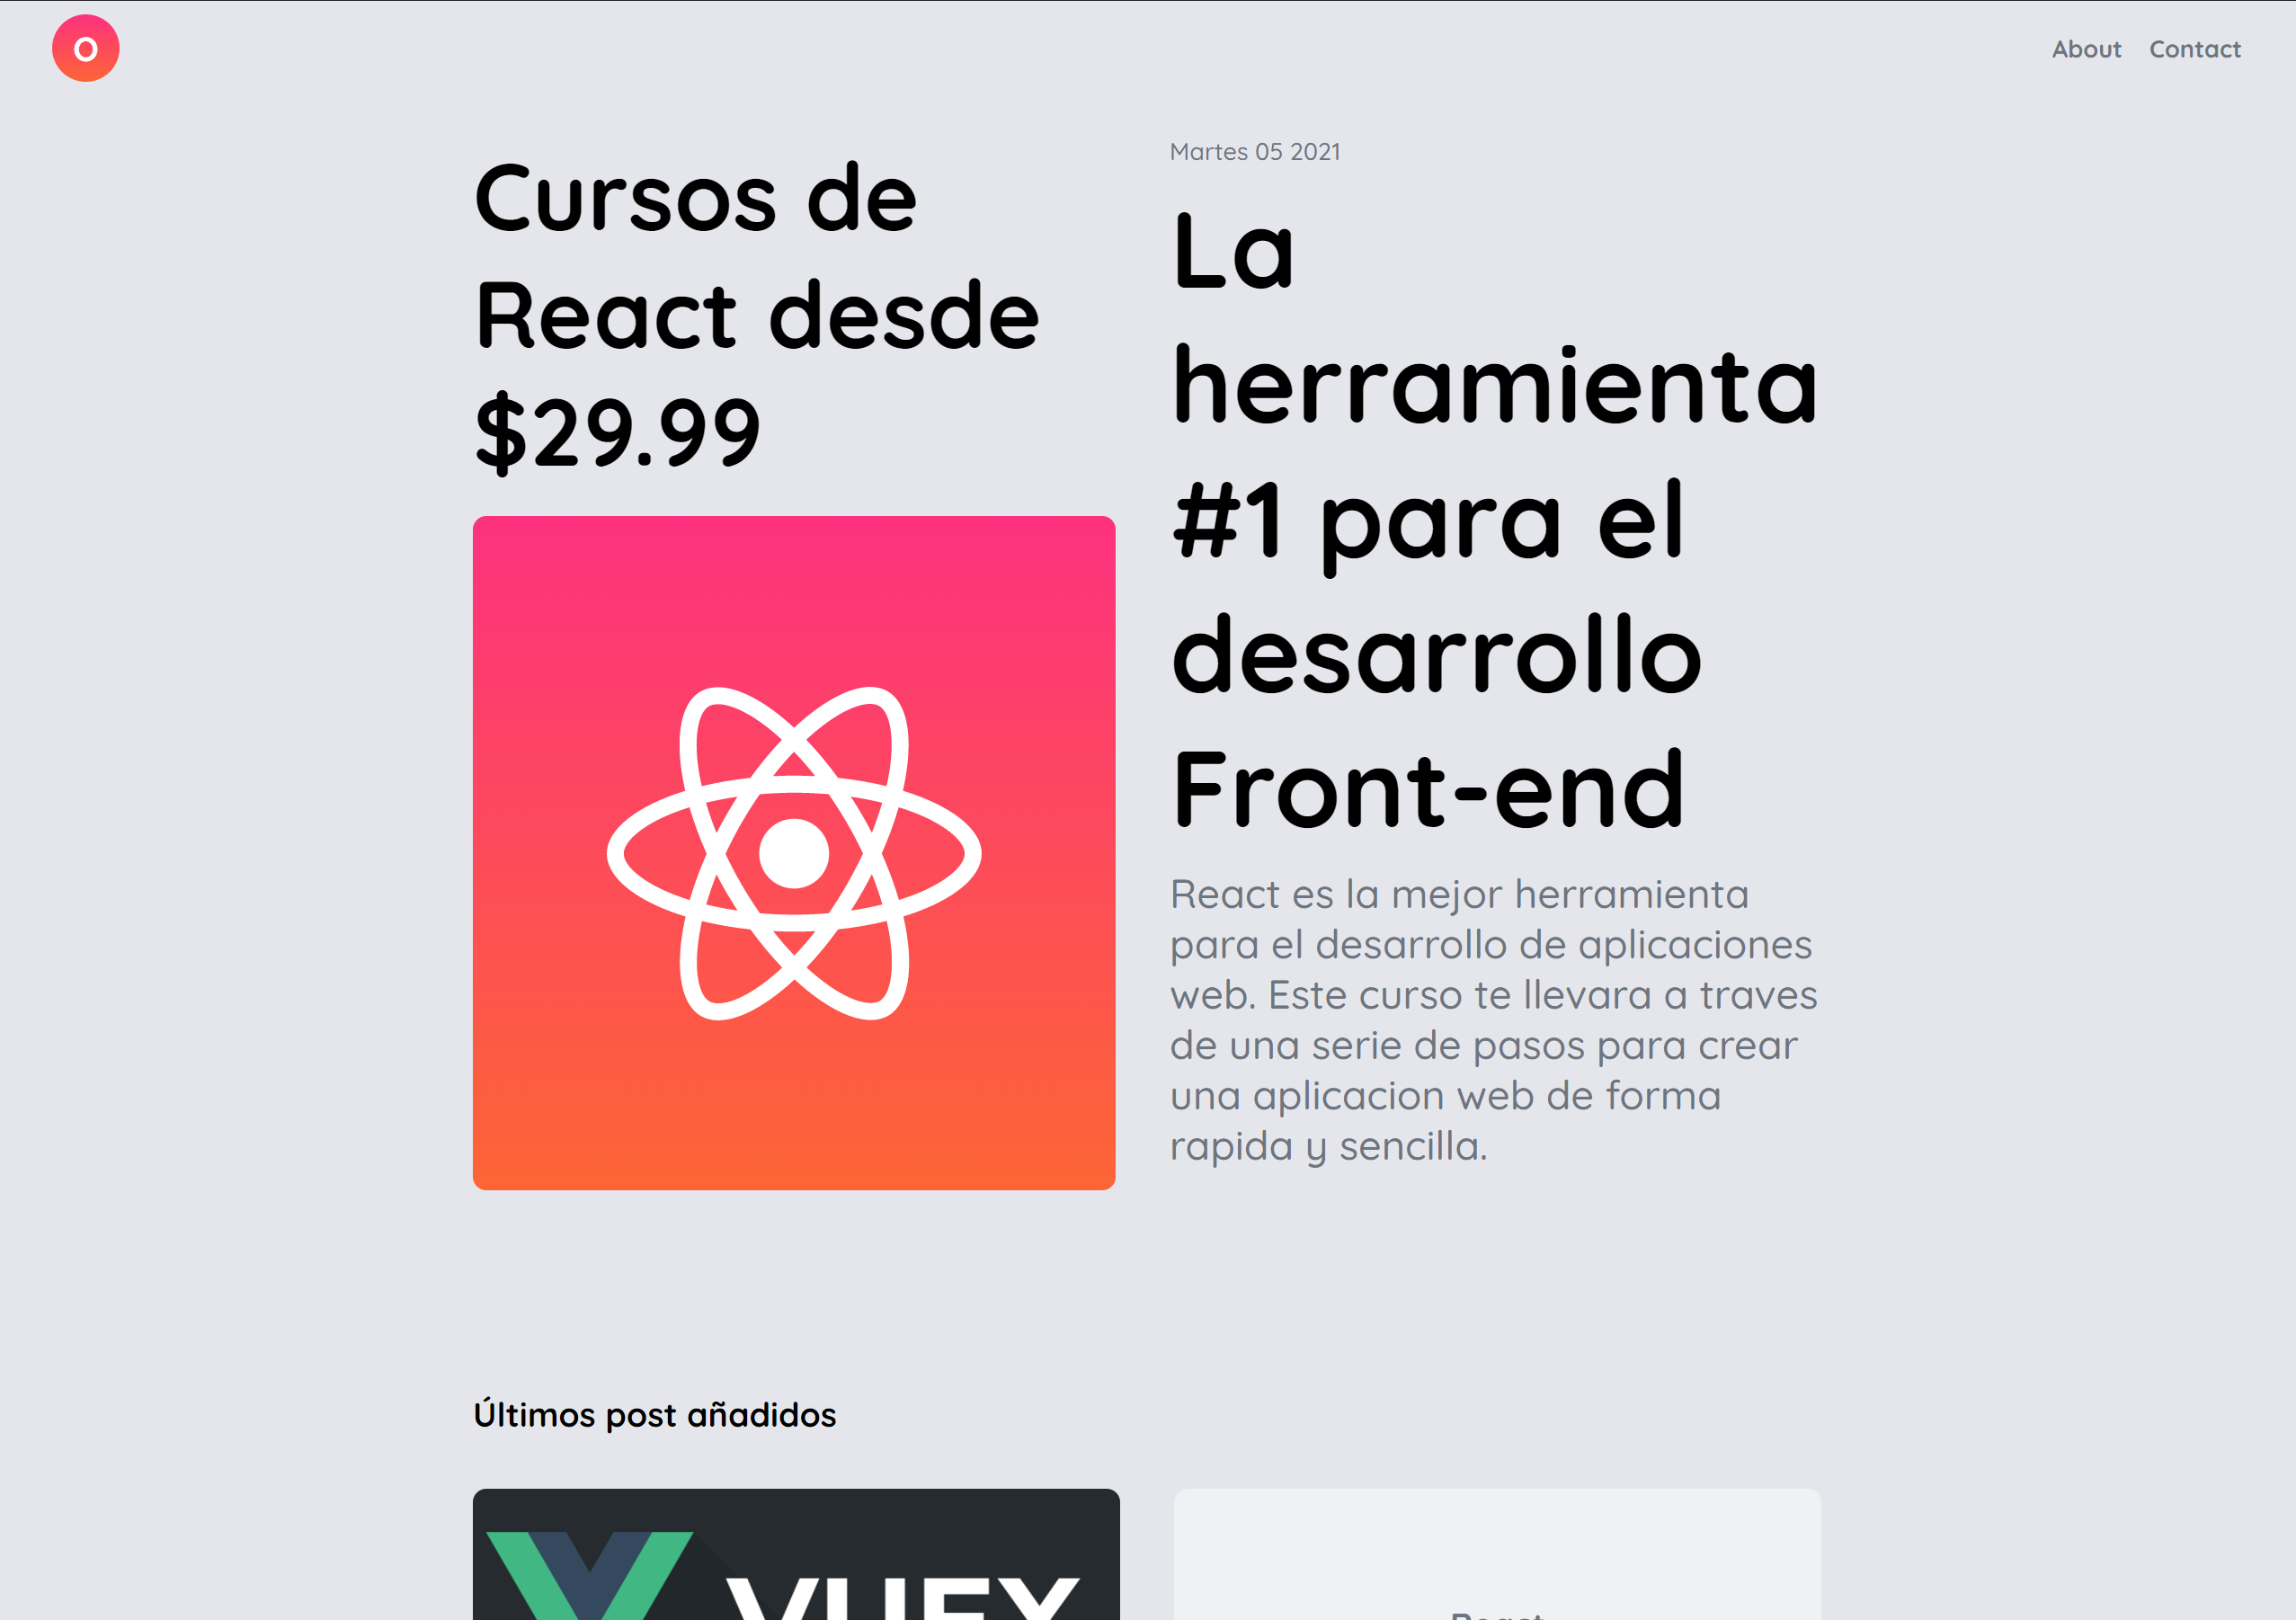 O
About Contact
Cursos de
React desde
$29.99
Martes 05 2021
La
herramienta
#1 para el
desarrollo
Front-end
React es la mejor herramienta
para el desarrollo de aplicaciones
web. Este curso te llevara a traves
de una serie de pasos para crear
una aplicacion web de forma
rapida y sencilla.
Últimos post añadidos
VUEX
React